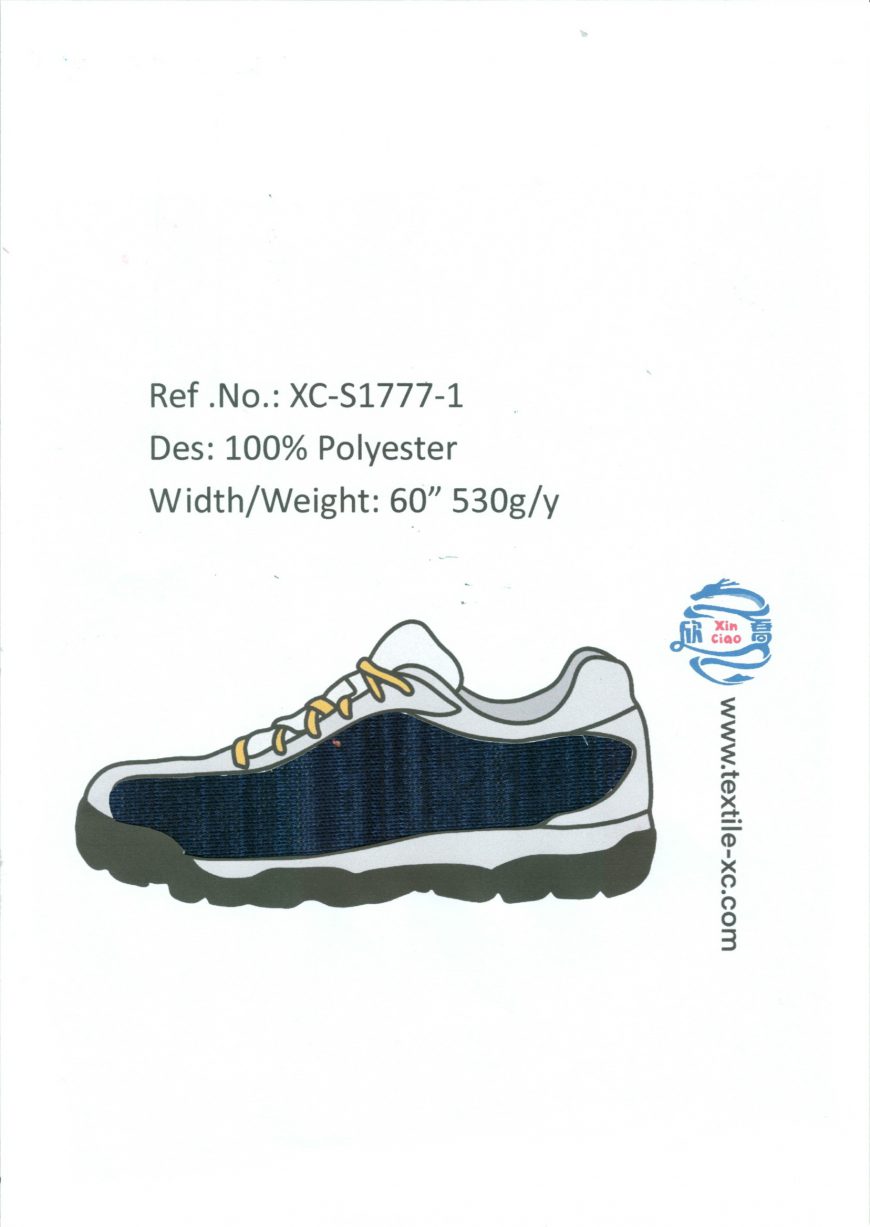 Ref .No.: XC-S1777-1
Des: 100% Polyester
Width/Weight: 60” 530g/y
欣 Xin Ciao 喬
www.textile-xc.com